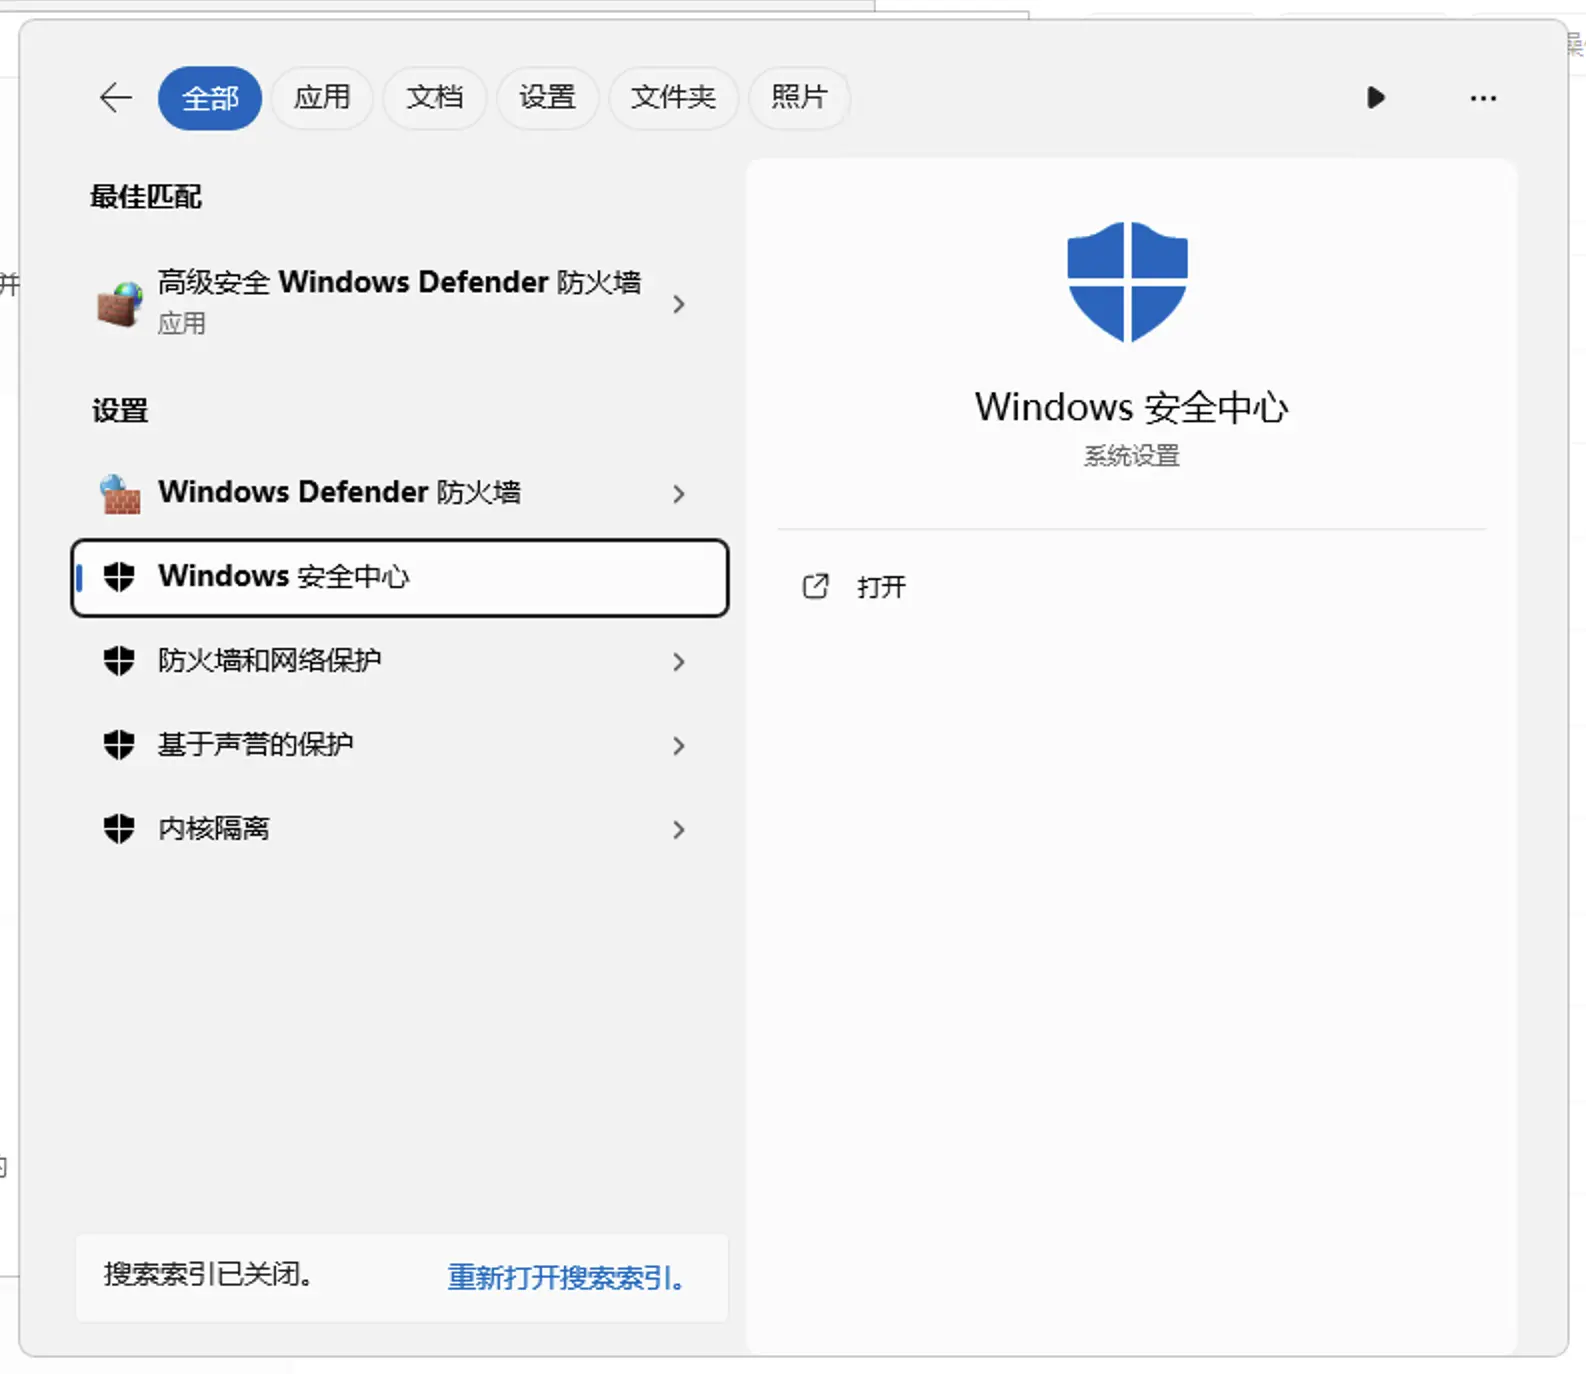 全部
应用
文档
设置
文件夹
照片
最佳匹配
高级安全 Windows Defender 防火墙
应用
设置
Windows Defender 防火墙
Windows 安全中心
防火墙和网络保护
基于声誉的保护
内核隔离
搜索索引已关闭。
重新打开搜索索引。
Windows 安全中心
系统设置
打开
并